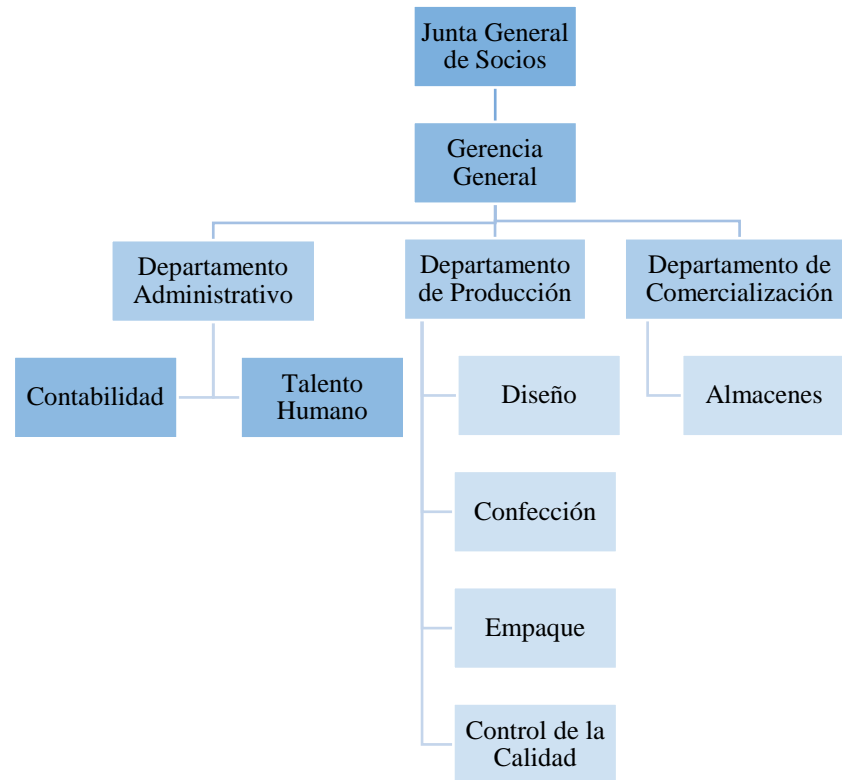 Junta General
de Socios
Gerencia
General
Departamento
Administrativo
Departamento
de Producción
Departamento de
Comercialización
Contabilidad
Talento
Humano
Diseño
Almacenes
Confección
Empaque
Control de la
Calidad